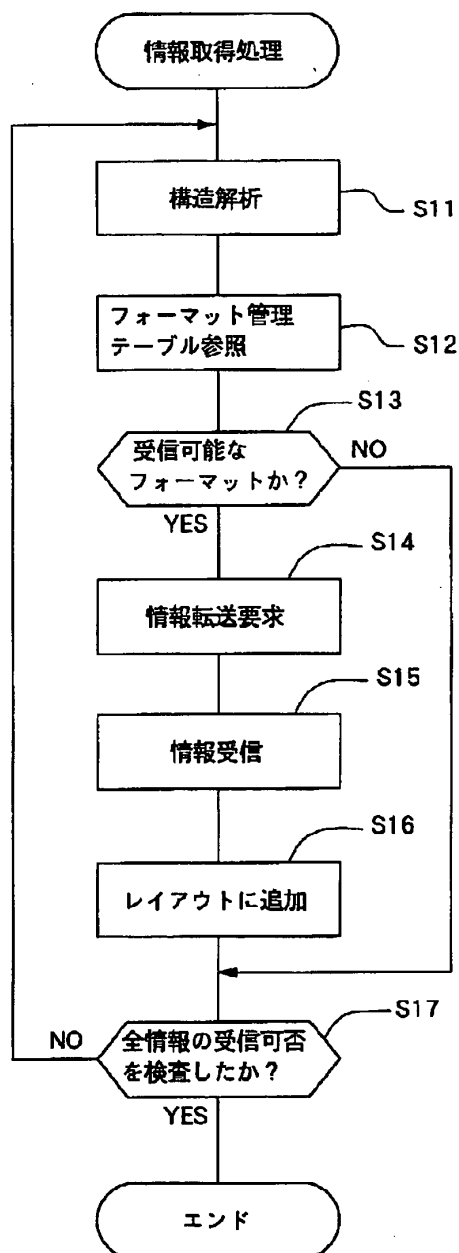 情報取得処理
構造解析
S11
フォーマット管理
テーブル参照
S12
S13
受信可能な
フォーマットか？
NO
YES
S14
情報転送要求
S15
情報受信
S16
レイアウトに追加
S17
NO
全情報の受信可否
を検査したか？
YES
エンド